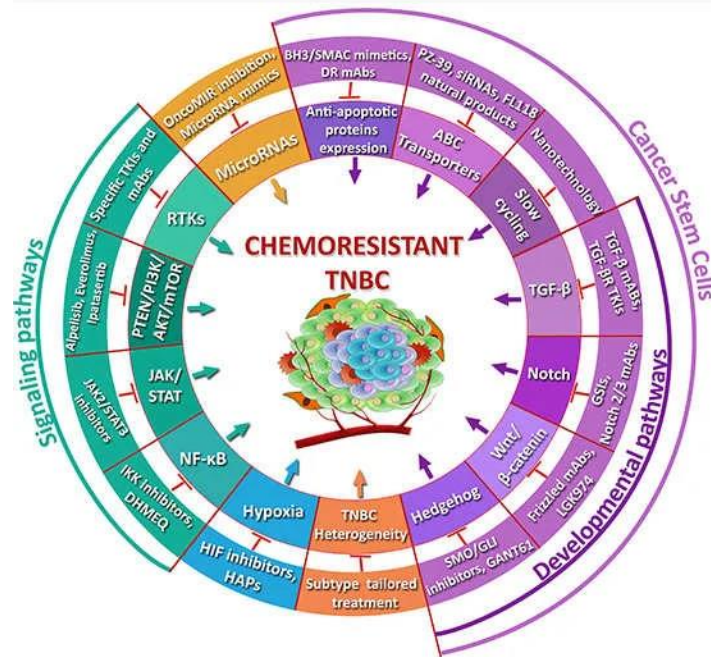 CHEMORESISTANT
TNBC
BH3/SMAC mimetics,
DR mAbs
Anti-apoptotic
proteins
expression
PZ-39, siRNAs, FL118
natural products
ABC
Transporters
Nanotechnology
Slow
cycling
TGF-β mAbs,
TGF-βR TKIs
TGF-β
GSIs,
Notch 2/3 mAbs
Notch
Frizzled mAbs,
LGK974
Wnt/
β-catenin
SMO/GLI
inhibitors, GANT61
Hedgehog
Subtype tailored
treatment
TNBC
Heterogeneity
HIF inhibitors,
HAPs
Hypoxia
IKK inhibitors,
DHMEQ
NF-κB
JAK2/STAT3
inhibitors
JAK/
STAT
Alpelisib, Everolimus,
Ipatasertib
PTEN/PI3K/
AKT/mTOR
Specific TKIs and
mAbs
RTKs
OncoMIR inhibition,
MicroRNA mimics
MicroRNAs
Signaling pathways
Cancer Stem Cells
Developmental pathways